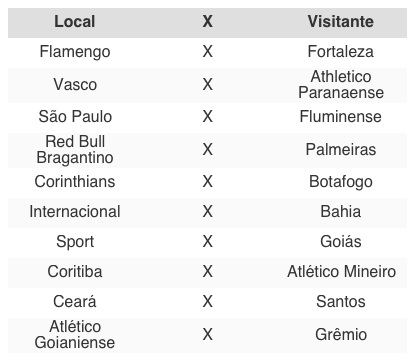 Local X Visitante
Flamengo X Fortaleza
Vasco X Athletico Paranaense
São Paulo X Fluminense
Red Bull Bragantino X Palmeiras
Corinthians X Botafogo
Internacional X Bahia
Sport X Goiás
Coritiba X Atlético Mineiro
Ceará X Santos
Atlético Goianiense X Grêmio